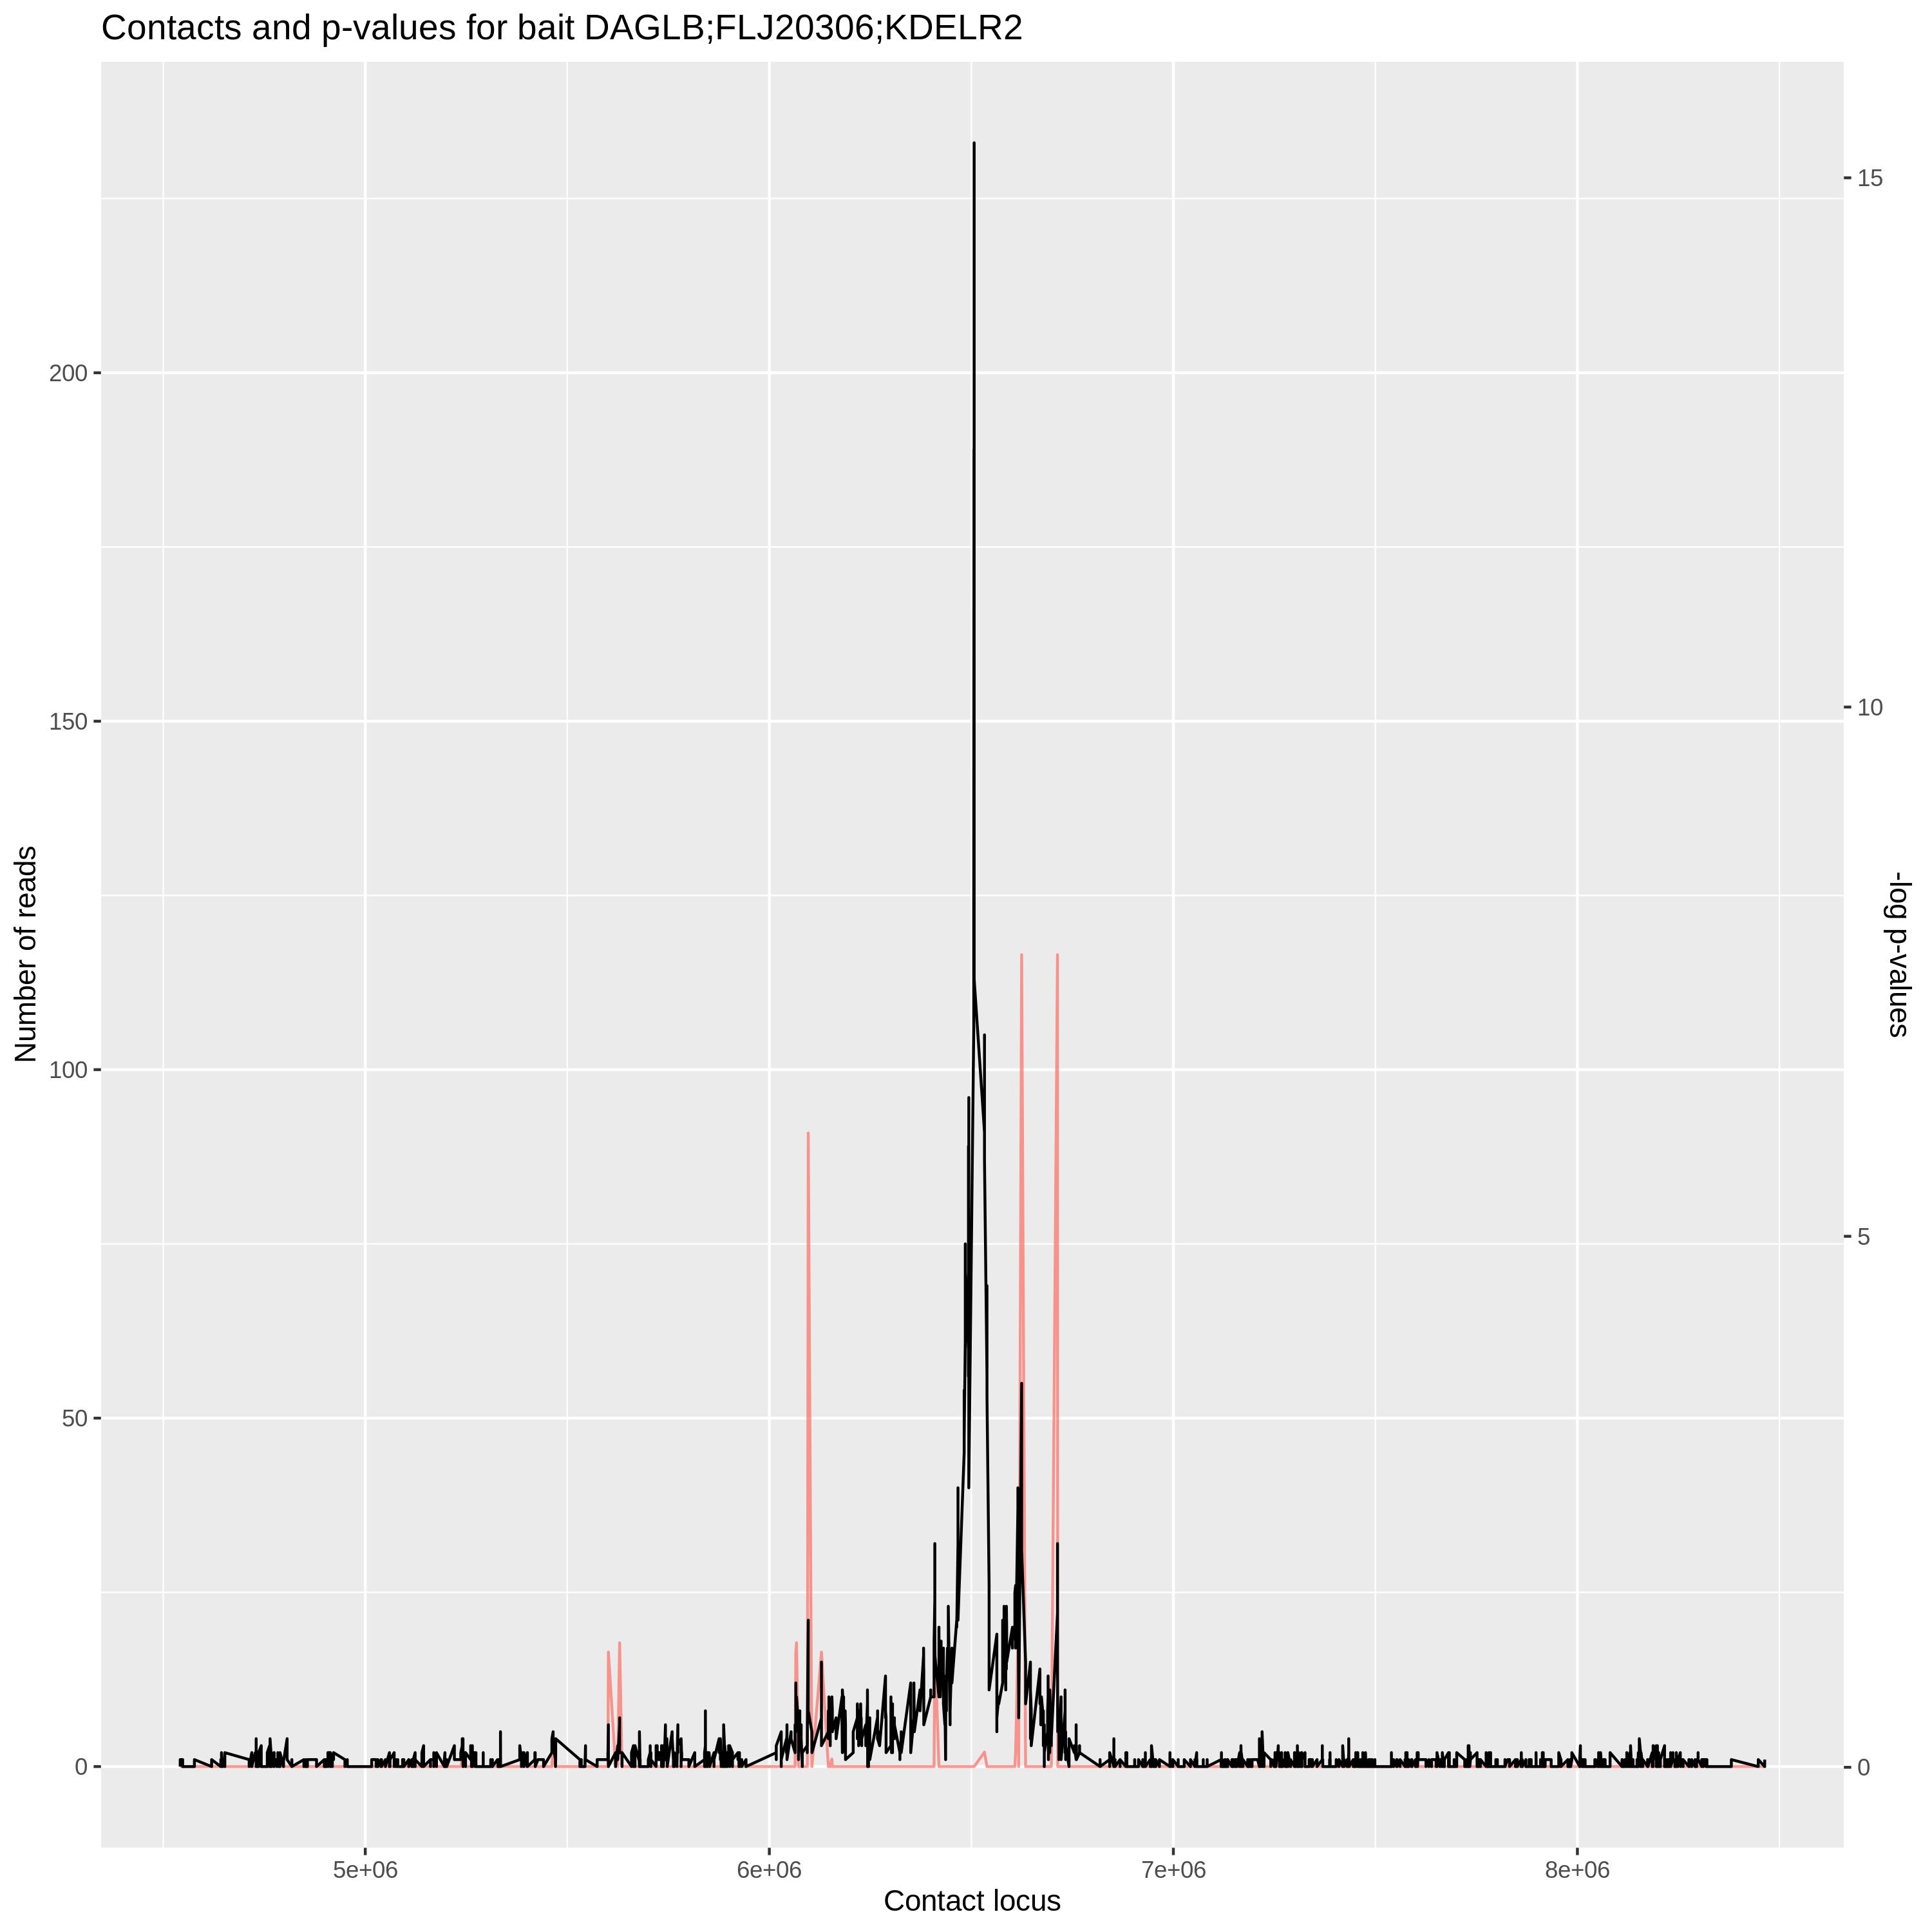 Contacts and p-values for bait DAGLB;FLJ20306;KDELR2
Number of reads
200
150
100
50
0
15
10
5
0
-log p-values
5e+06
6e+06
7e+06
8e+06
Contact locus